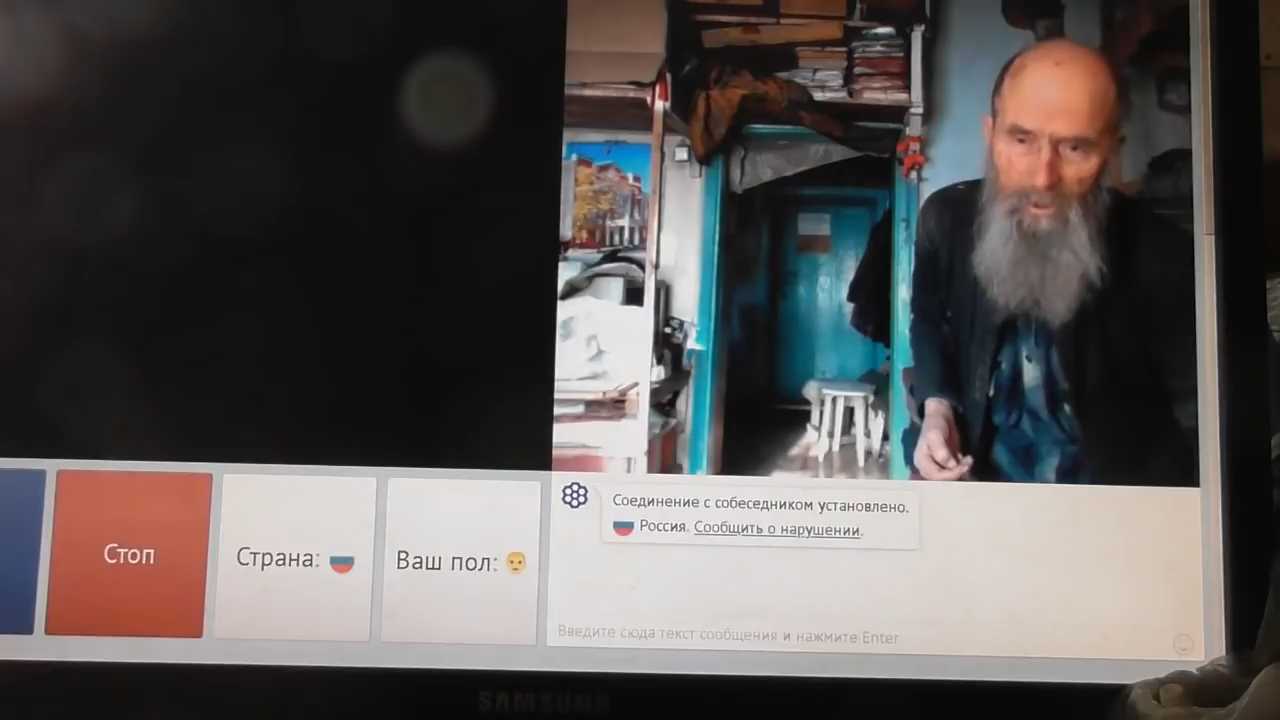 Соединение с собеседником установлено.
Россия. Сообщить о нарушении.
Стоп
Страна:
Ваш пол:
Введите сюда текст сообщения и нажмите Enter
SAMSUNG